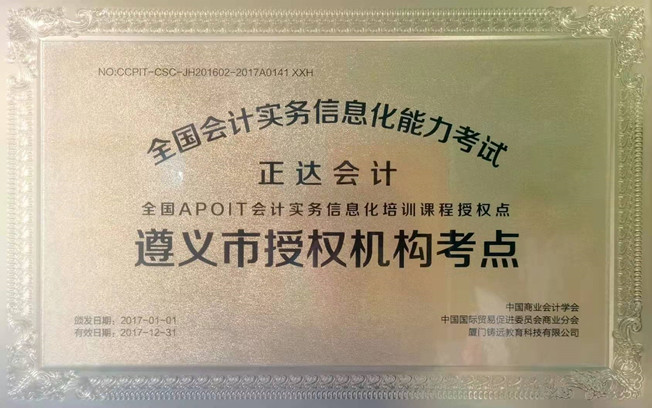 NO:CCPIT-CSC-JH201602-2017A0141 XXH
全国会计实务信息化能力考试
正达会计
全国APOIT会计实务信息化培训课程授权点
遵义市授权机构考点
颁发日期：2017-01-01
有效日期：2017-12-31
中国商业会计学会
中国国际贸易促进委员会商业分会
厦门铸远教育科技有限公司